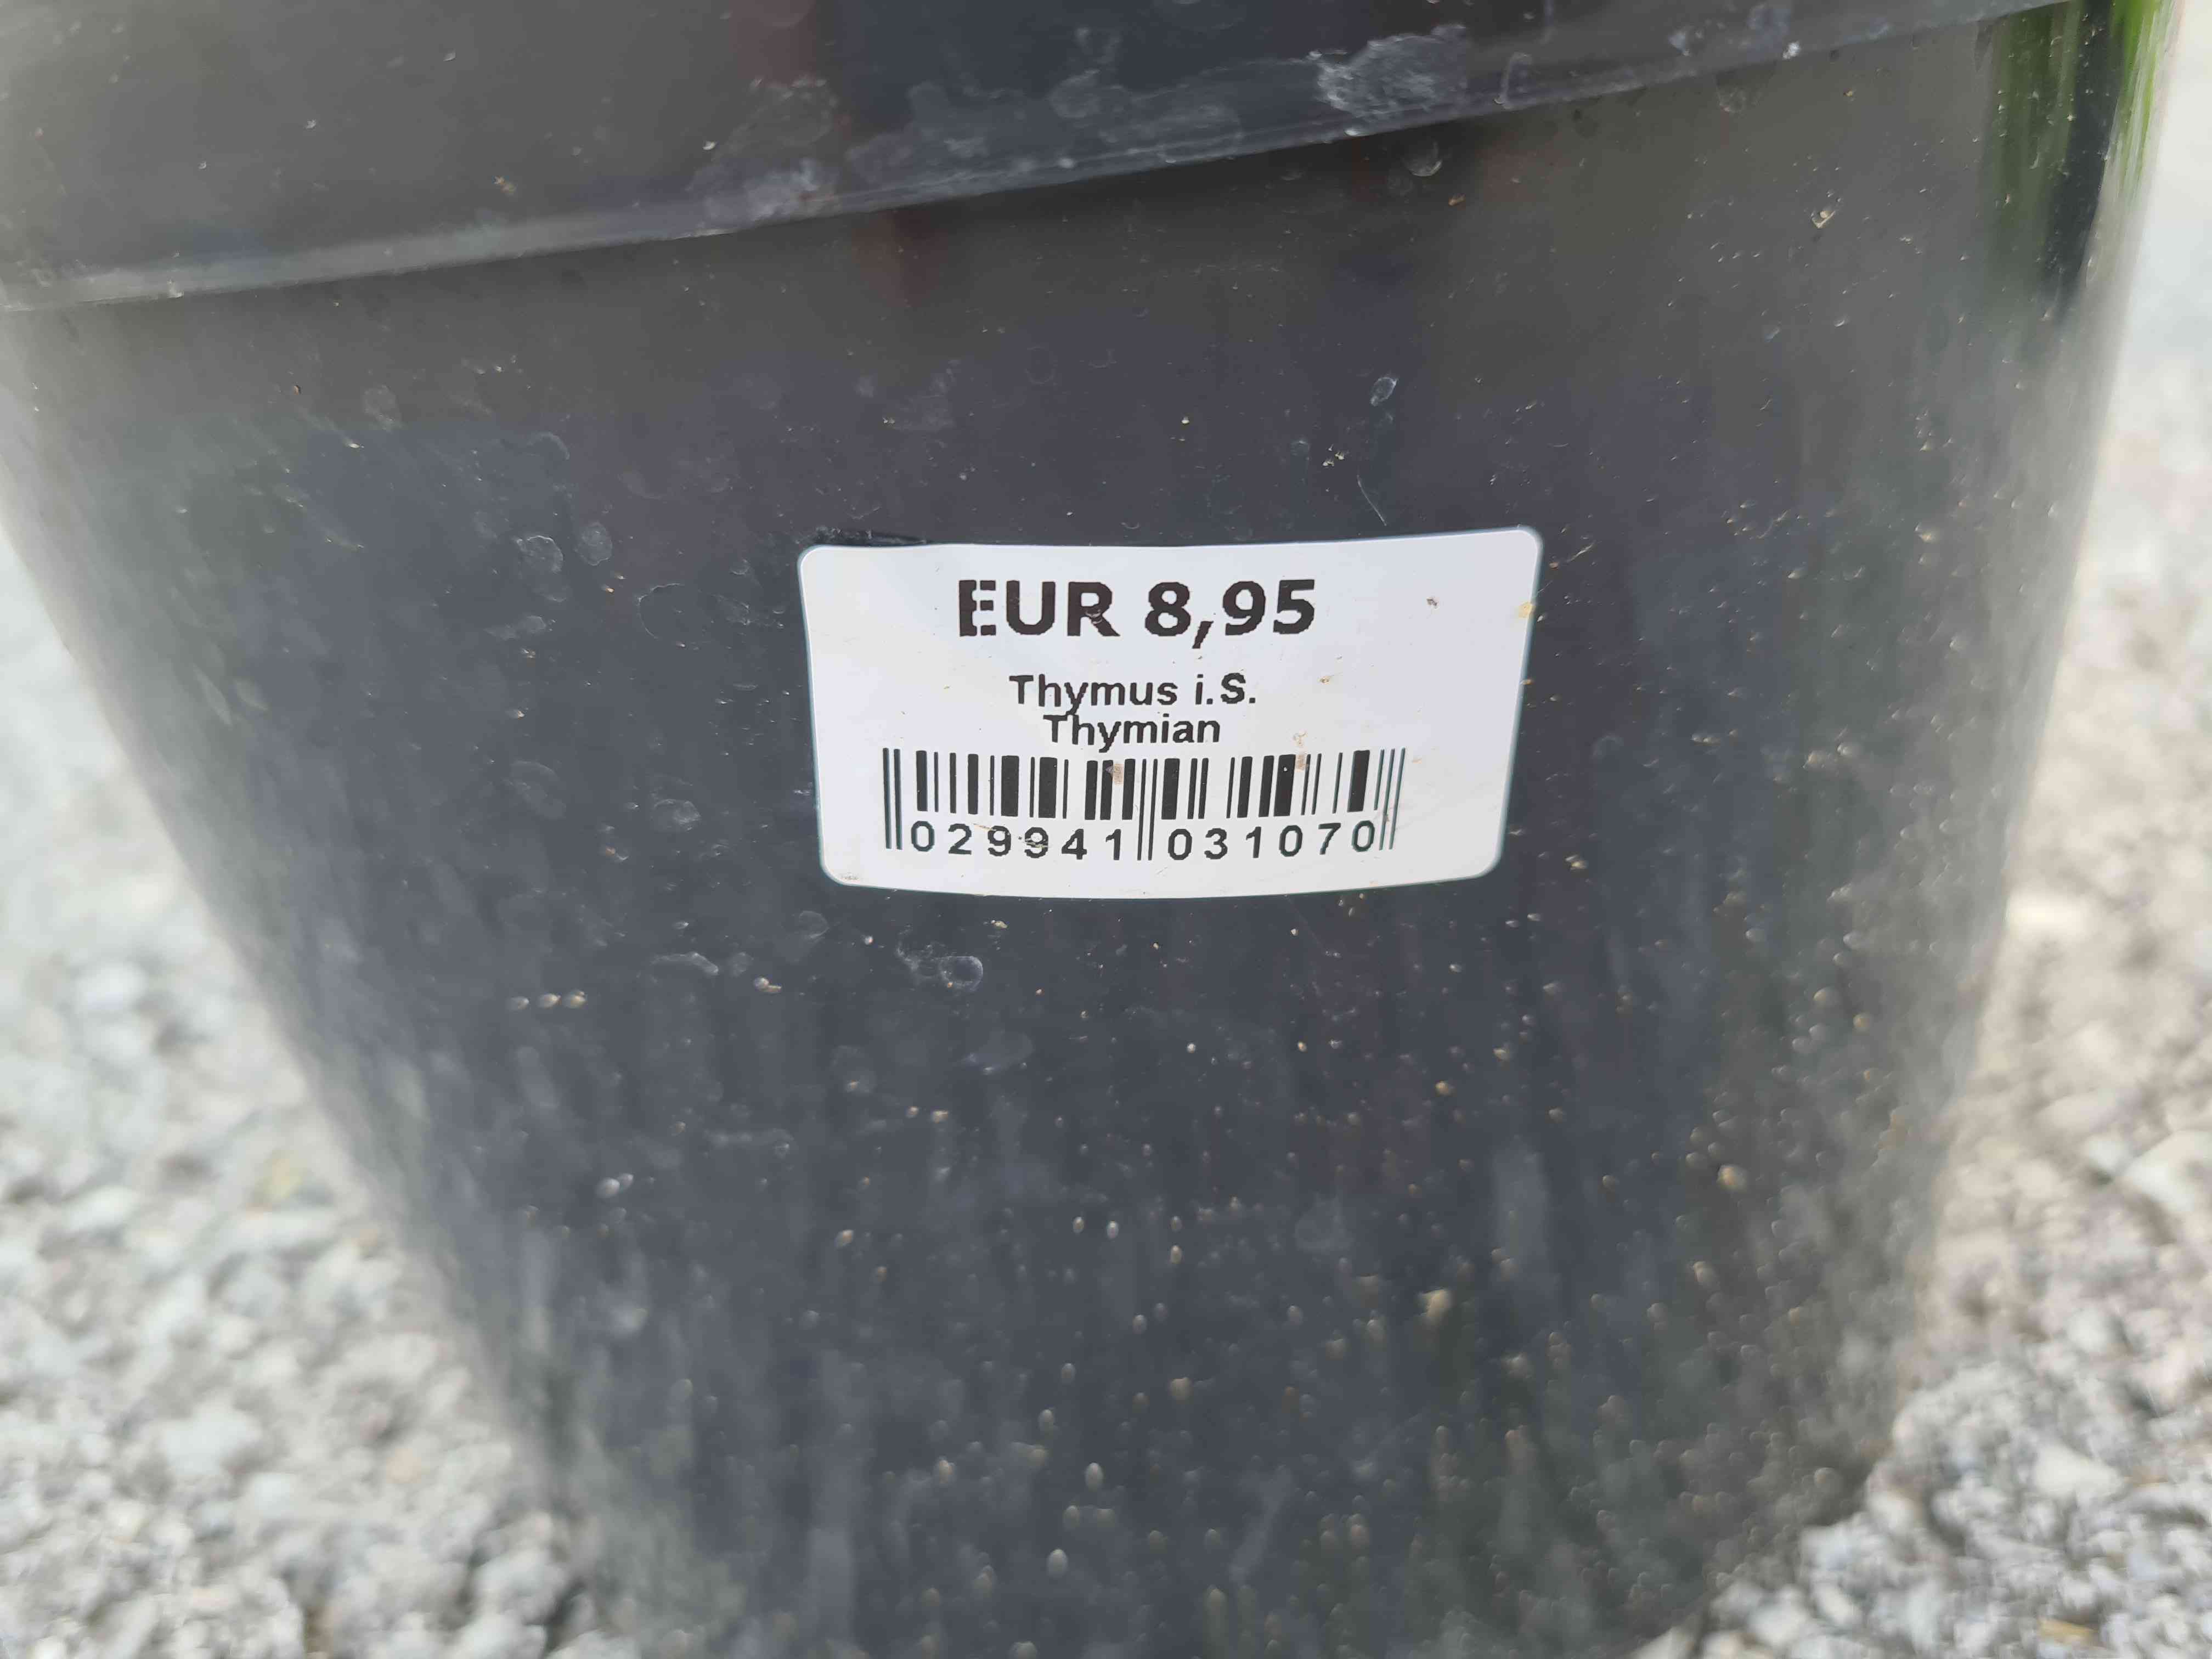 EUR 8,95
Thymus i.S.
Thymian
029941 031070